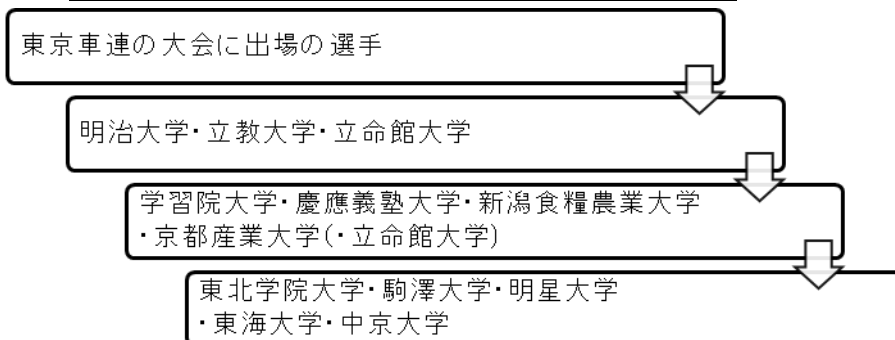 東京車連の大会に出場の選手
明治大学・立教大学・立命館大学
学習院大学・慶應義塾大学・新潟食糧農業大学
・京都産業大学(・立命館大学)
東北学院大学・駒澤大学・明星大学
・東海大学・中京大学